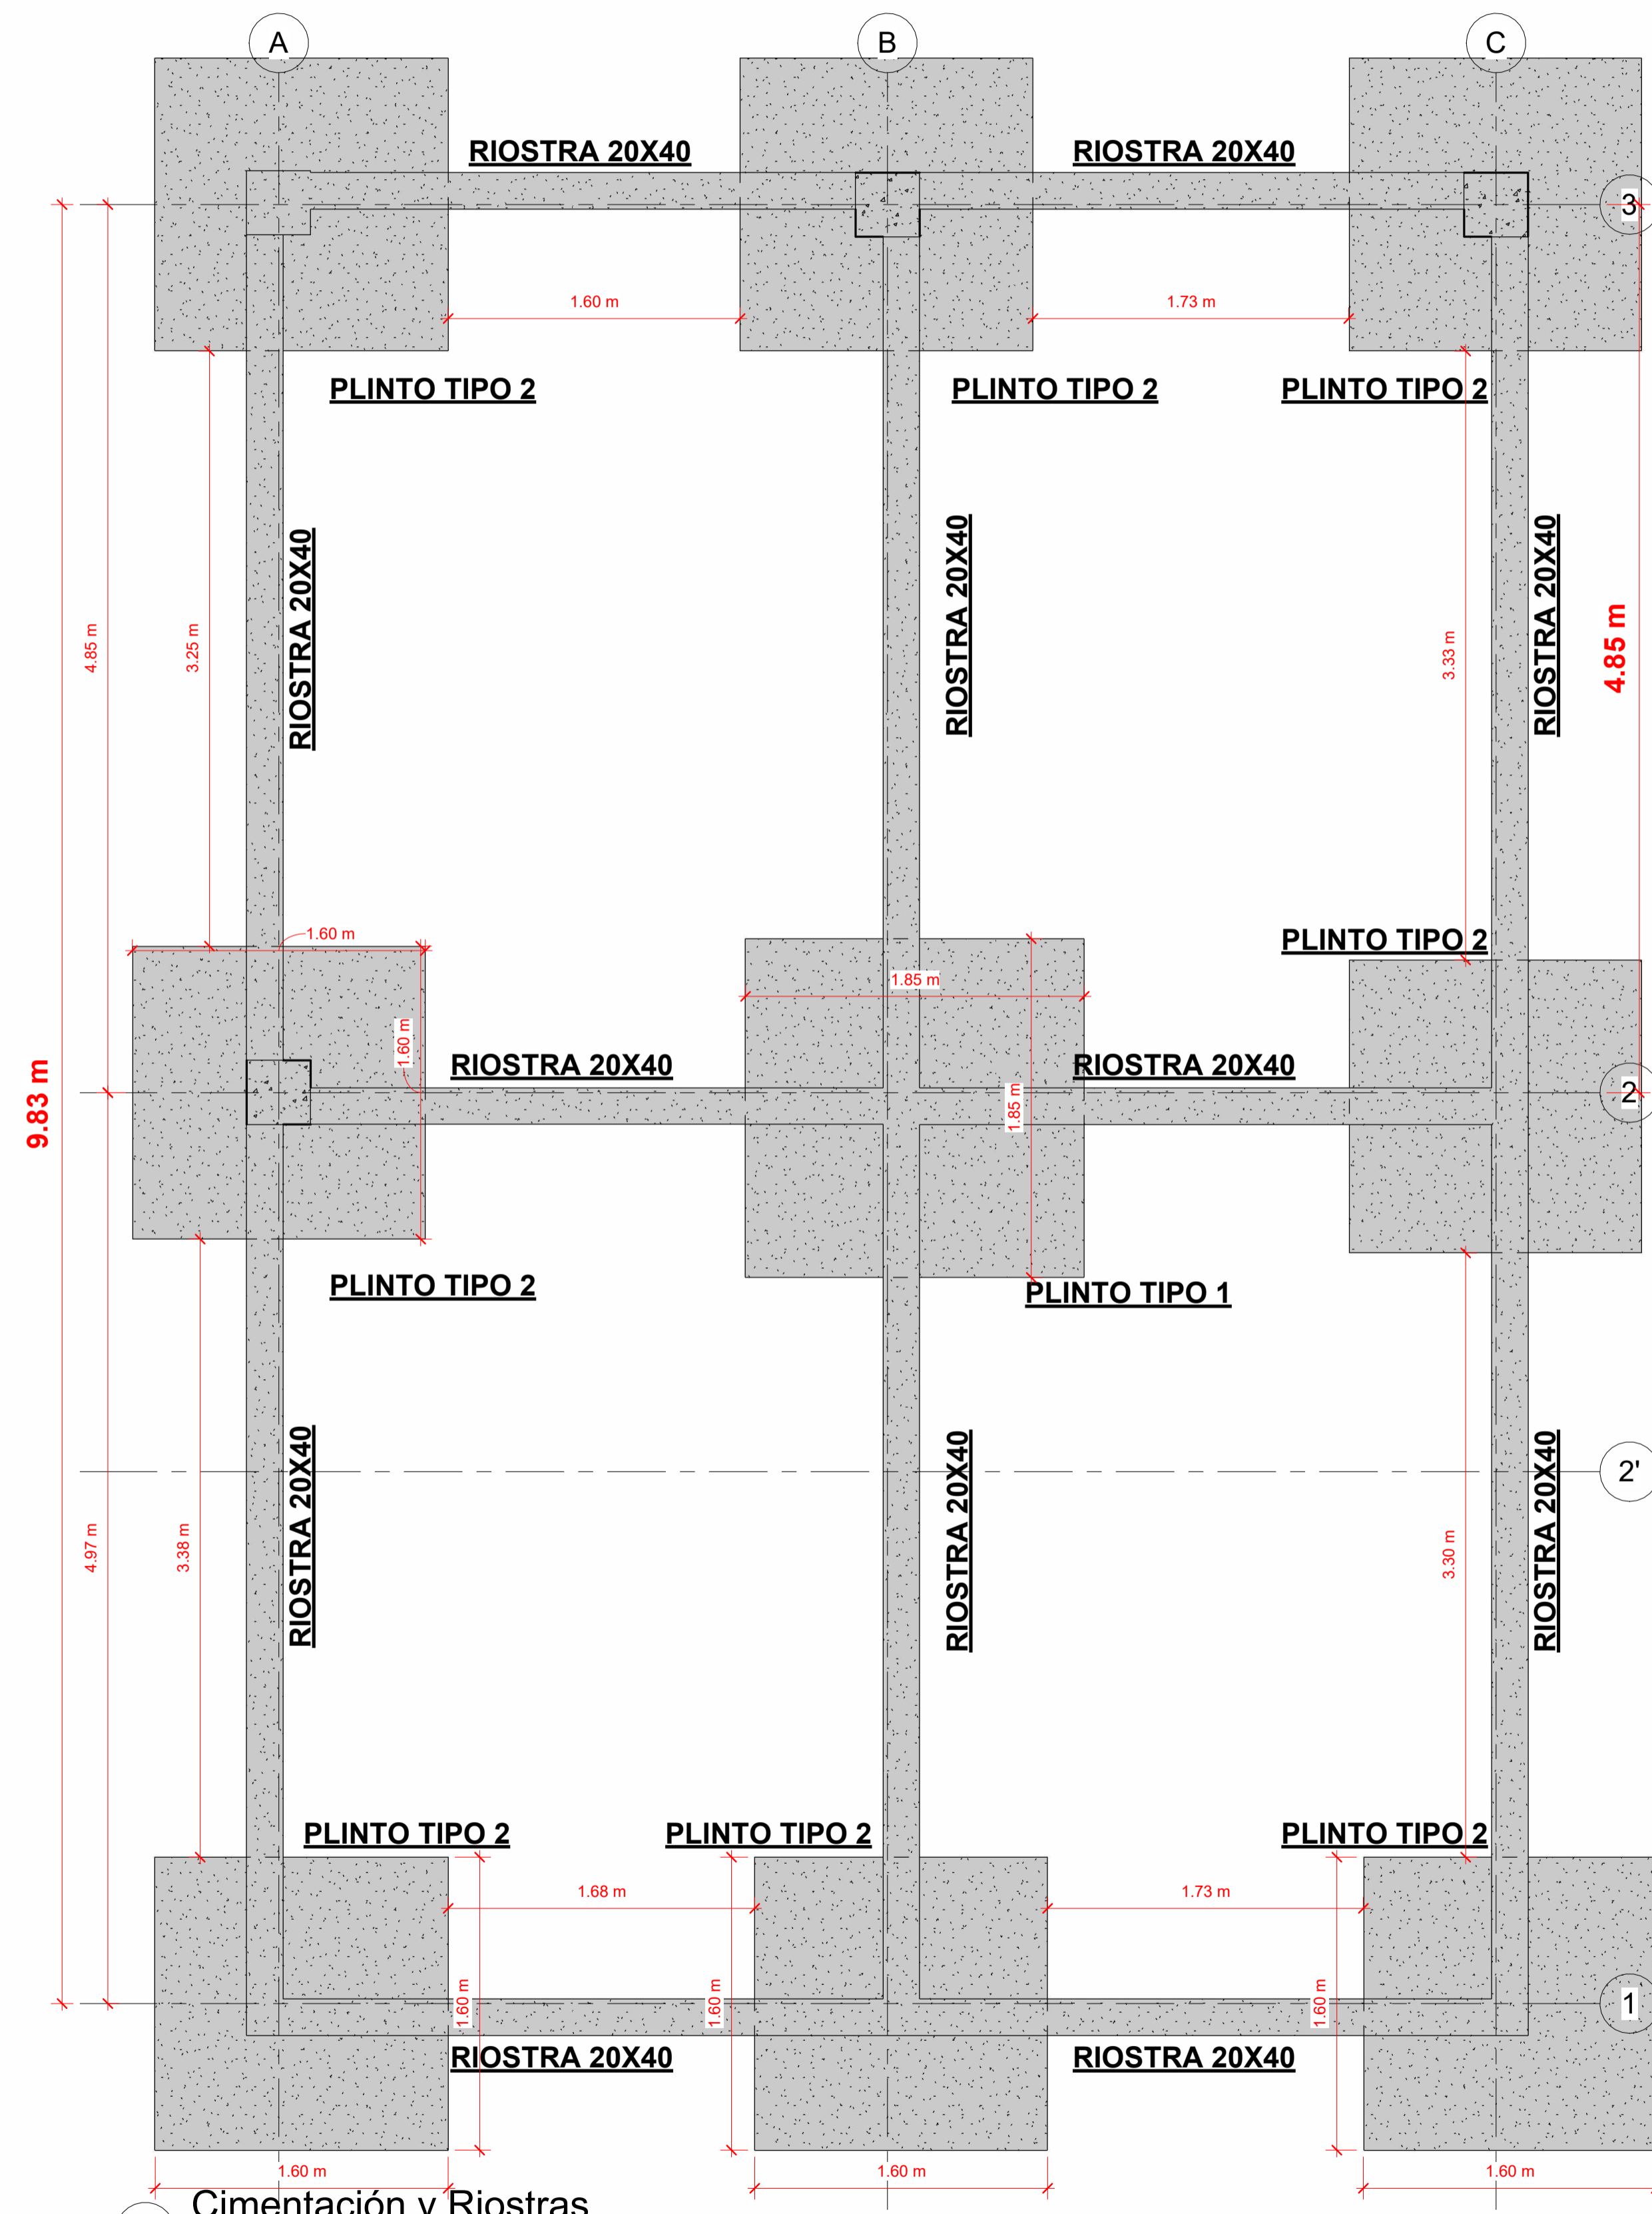 A
B
C
RIOSTRA 20X40
RIOSTRA 20X40
3
1.60 m
1.73 m
PLINTO TIPO 2
PLINTO TIPO 2
PLINTO TIPO 2
RIOSTRA 20X40
RIOSTRA 20X40
RIOSTRA 20X40
4.85 m
3.25 m
3.33 m
4.85 m
1.60 m
PLINTO TIPO 2
1.85 m
1.60 m
RIOSTRA 20X40
RIOSTRA 20X40
1.85 m
2
9.83 m
PLINTO TIPO 2
PLINTO TIPO 1
RIOSTRA 20X40
RIOSTRA 20X40
RIOSTRA 20X40
2'
4.97 m
3.38 m
3.30 m
PLINTO TIPO 2
PLINTO TIPO 2
PLINTO TIPO 2
1.68 m
1.73 m
1.60 m
1.60 m
1.60 m
1
RIOSTRA 20X40
RIOSTRA 20X40
1.60 m
1.60 m
1.60 m
Cimentación y Riostras